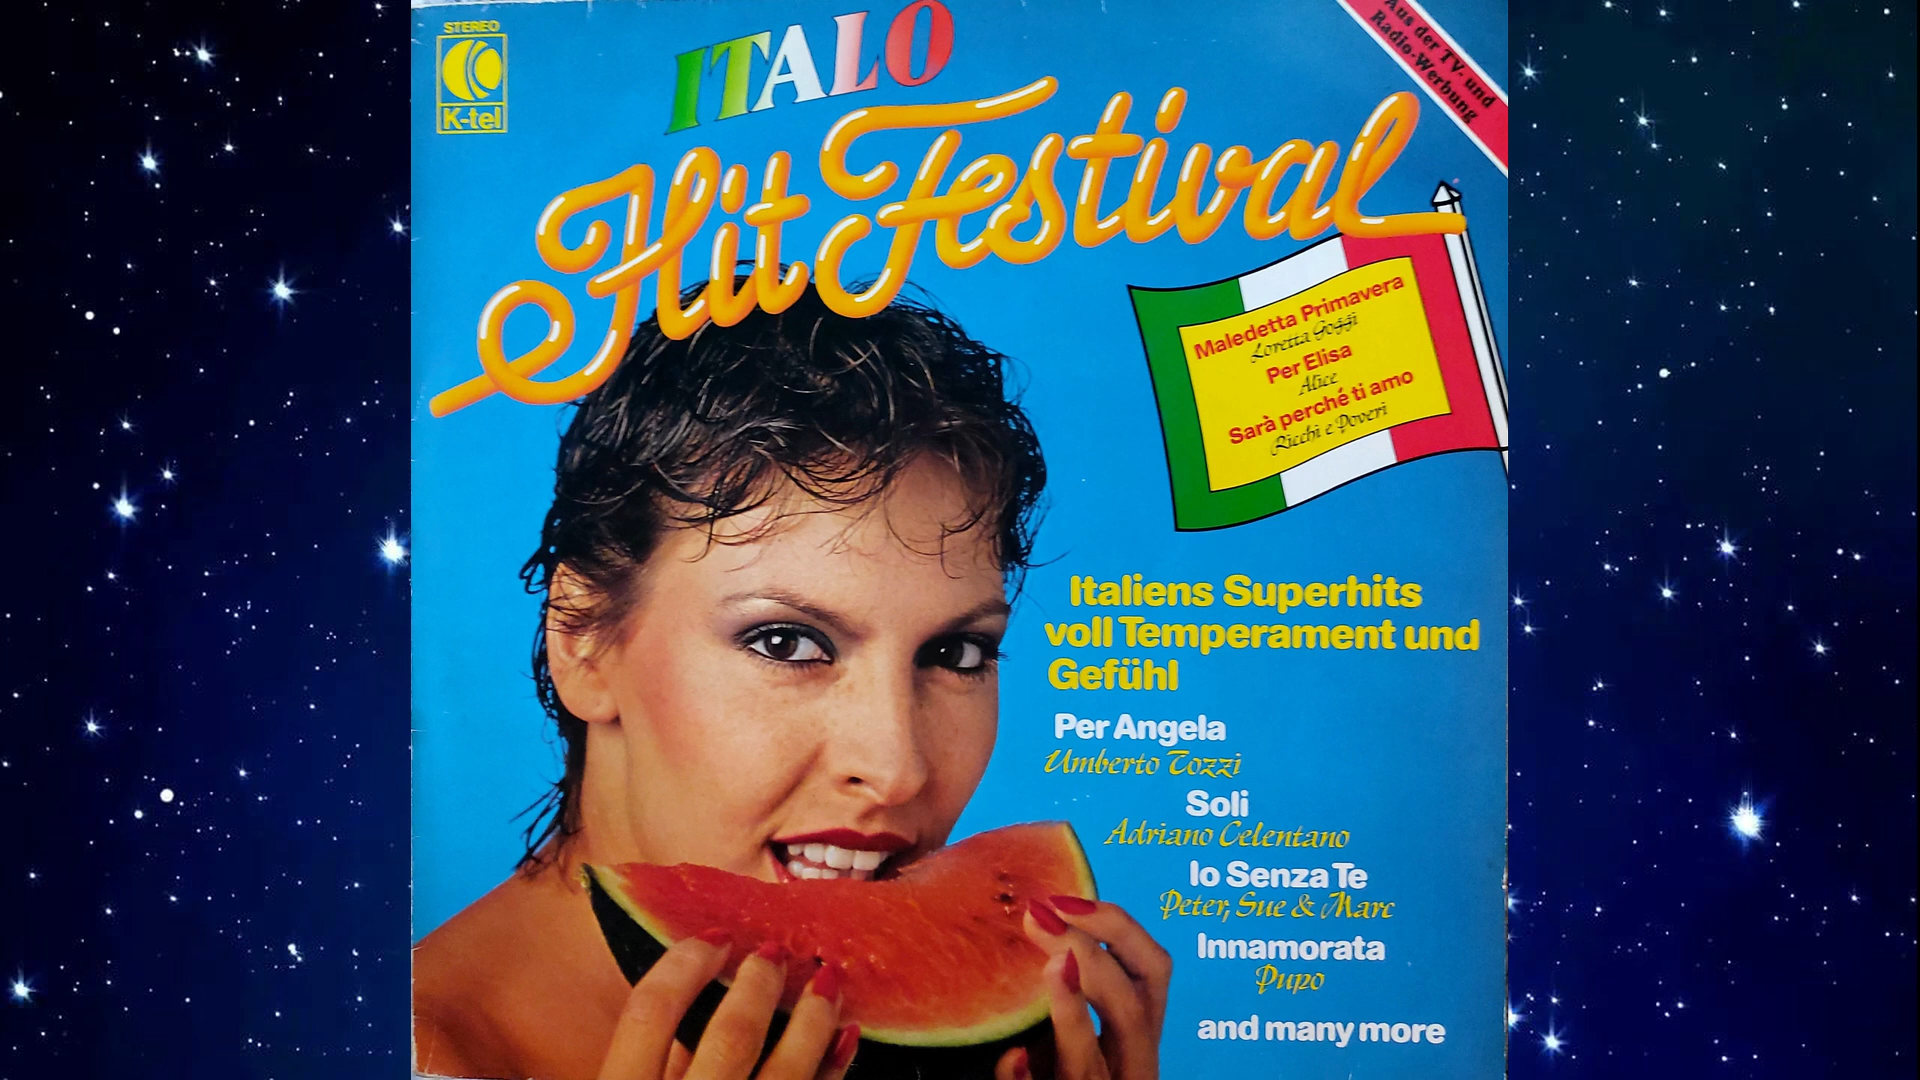 STEREO
K-tel
ITALO
Hit Festival
Aus der TV- und
Radio-Werbung
Maledetta Primavera
Loretta Goggi
Per Elisa
Alice
Sarà perché ti amo
Ricchi e Poveri
Italiens Superhits
voll Temperament und
Gefühl
Per Angela
Umberto Tozzi
Soli
Adriano Celentano
Io Senza Te
Peter, Sue & Marc
Innamorata
Pupo
and many more